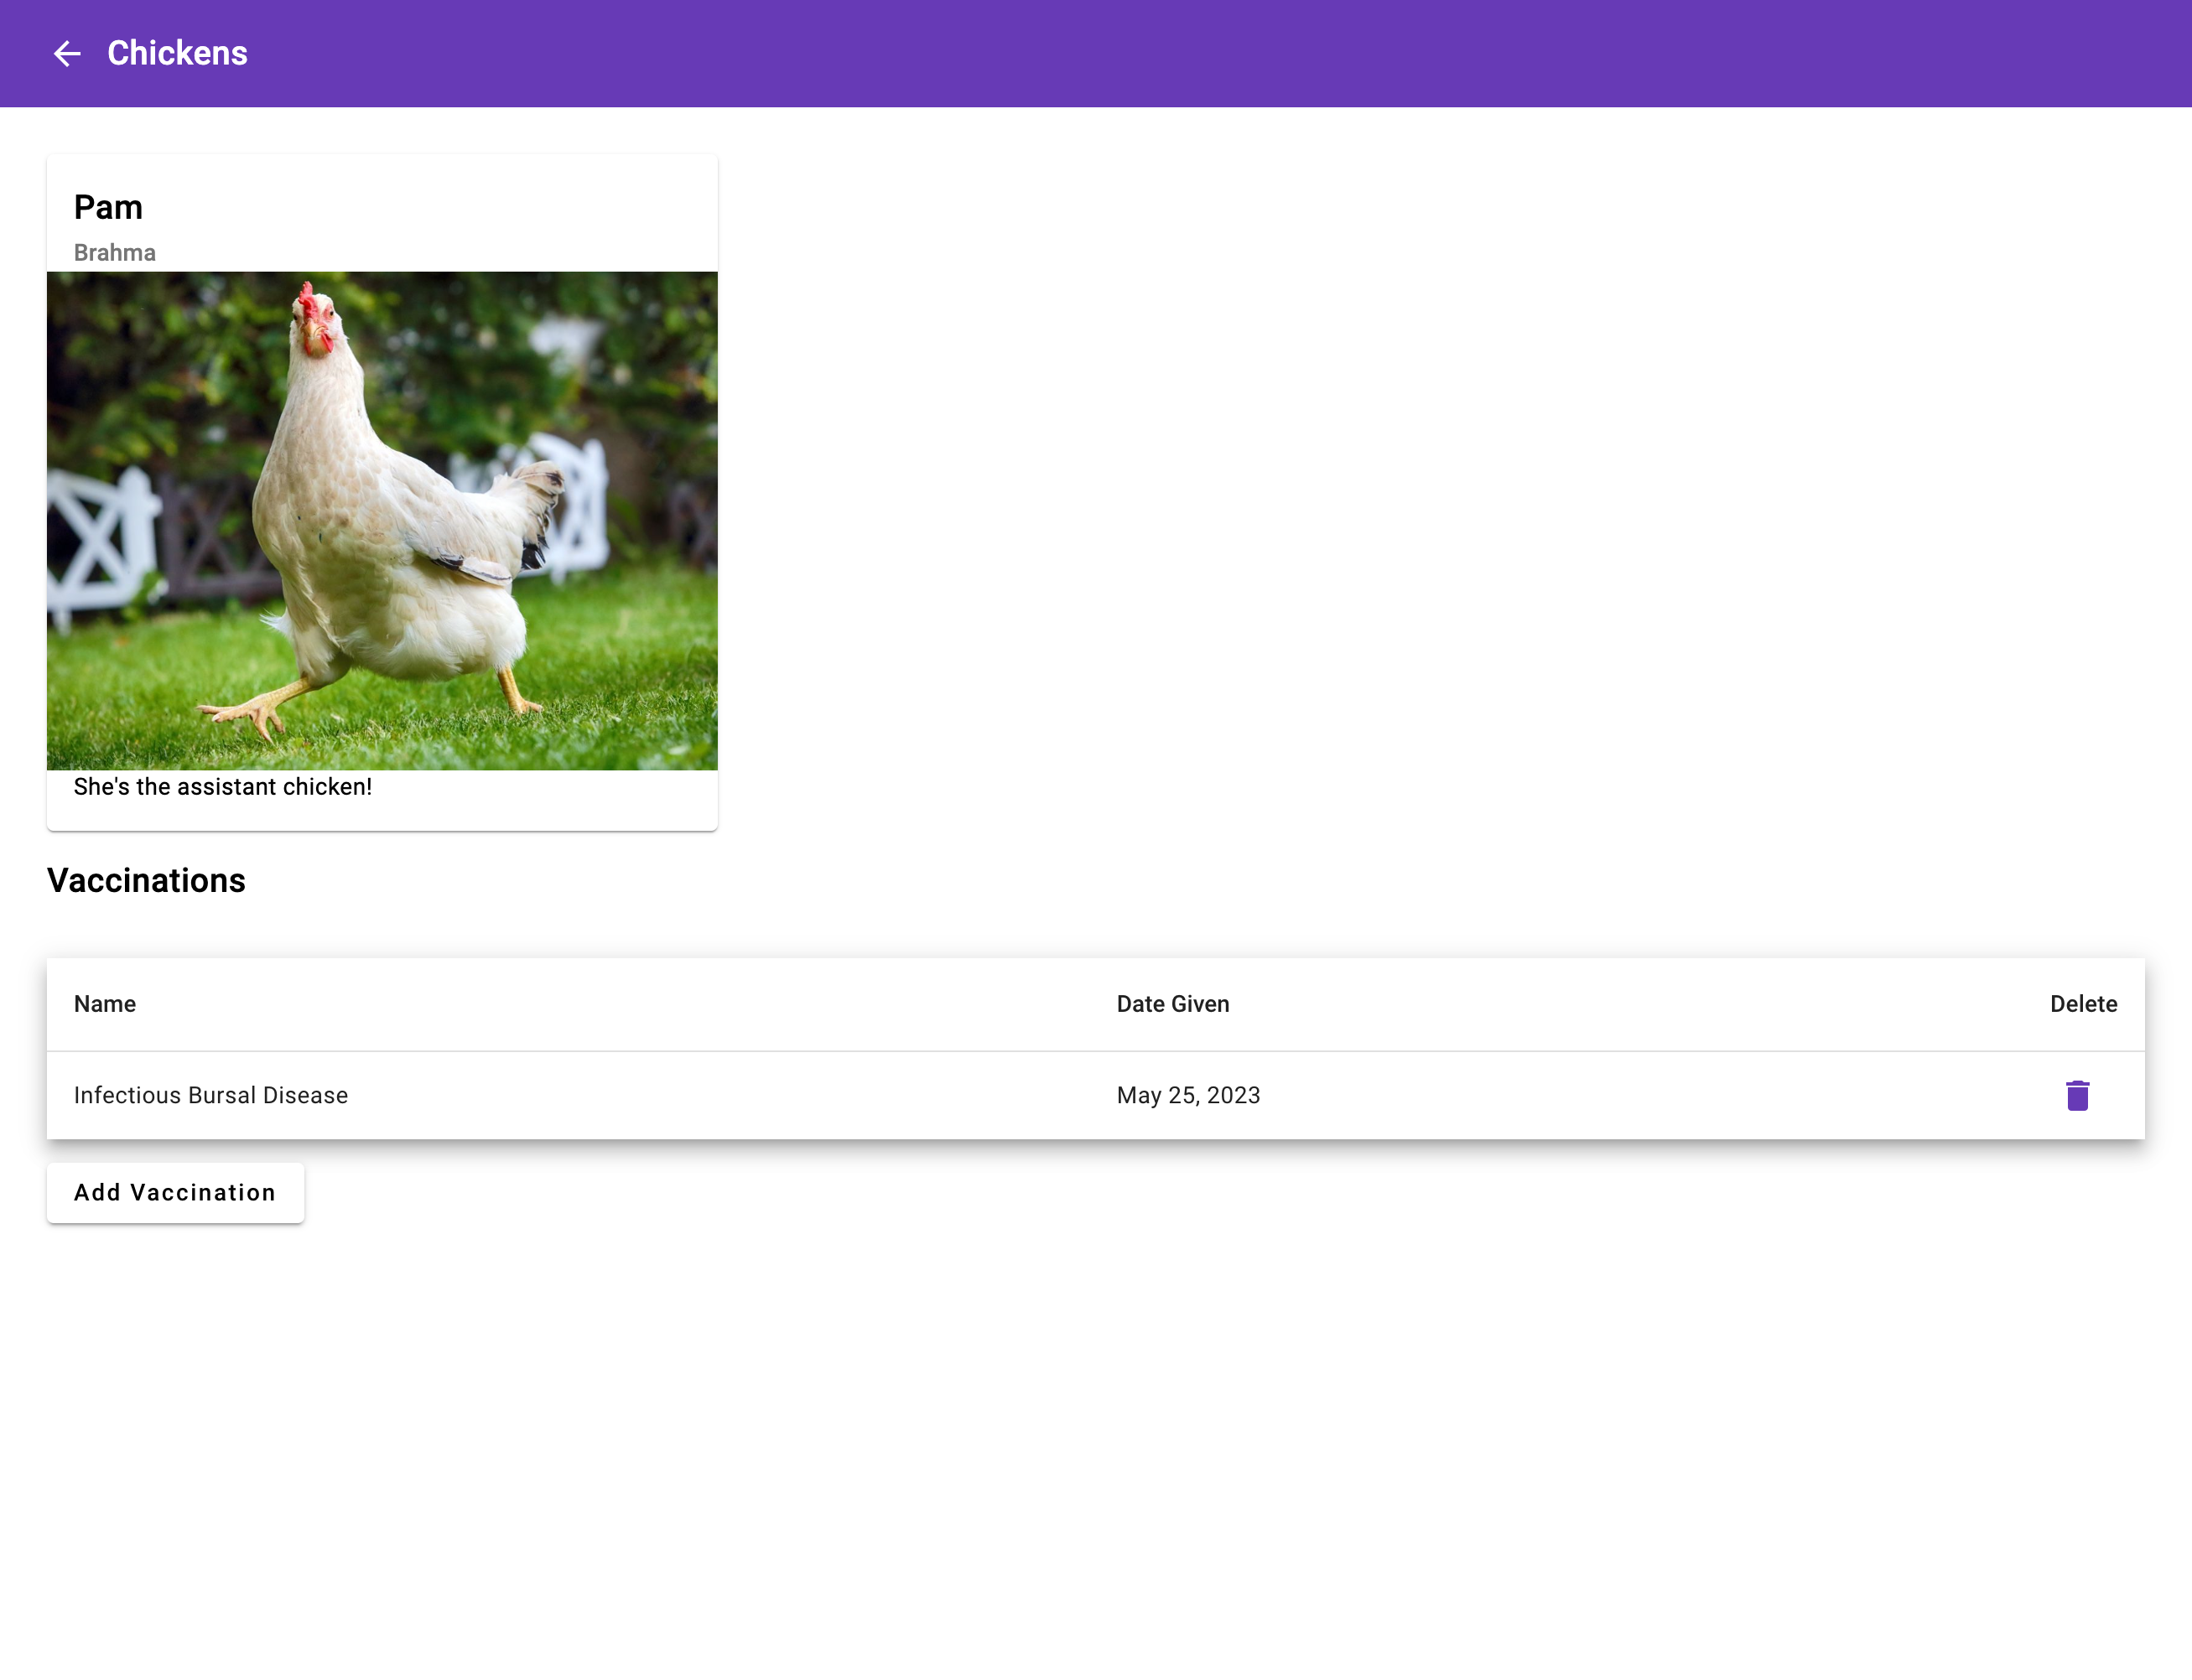 Chickens
Pam
Brahma
She's the assistant chicken!
Vaccinations
Name Date Given Delete
Infectious Bursal Disease May 25, 2023
Add Vaccination